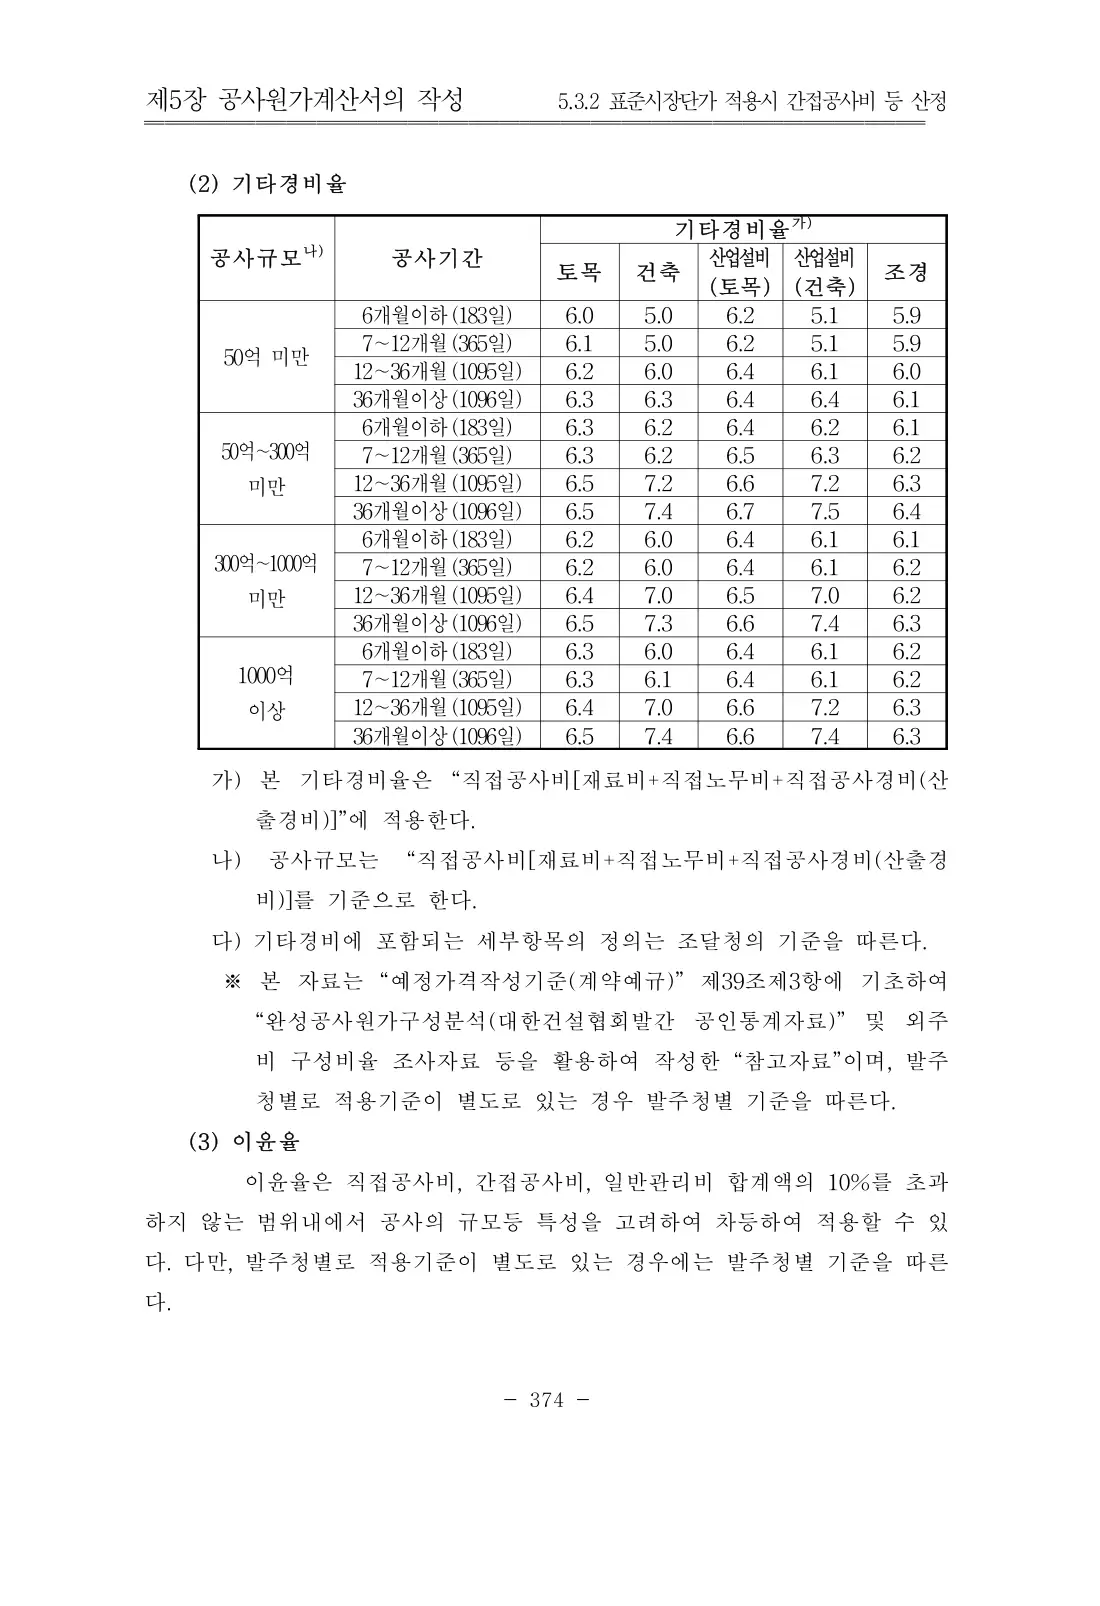 제5장 공사원가계산서의 작성 5.3.2 표준시장단가 적용시 간접공사비 등 산정
(2) 기타경비율
공사규모나) 공사기간 기타경비율가)
토목 건축 산업설비(토목) 산업설비(건축) 조경
50억 미만
6개월이하(183일) 6.0 5.0 6.2 5.1 5.9
7~12개월(365일) 6.1 5.0 6.2 5.1 5.9
12~36개월(1095일) 6.2 6.0 6.4 6.1 6.0
36개월이상(1096일) 6.3 6.3 6.4 6.4 6.1
50억~300억 미만
6개월이하(183일) 6.3 6.2 6.4 6.2 6.1
7~12개월(365일) 6.3 6.2 6.5 6.3 6.2
12~36개월(1095일) 6.5 7.2 6.6 7.2 6.3
36개월이상(1096일) 6.5 7.4 6.7 7.5 6.4
300억~1000억 미만
6개월이하(183일) 6.2 6.0 6.4 6.1 6.1
7~12개월(365일) 6.2 6.0 6.4 6.1 6.2
12~36개월(1095일) 6.4 7.0 6.5 7.0 6.2
36개월이상(1096일) 6.5 7.3 6.6 7.4 6.3
1000억 이상
6개월이하(183일) 6.3 6.0 6.4 6.1 6.2
7~12개월(365일) 6.3 6.1 6.4 6.1 6.2
12~36개월(1095일) 6.4 7.0 6.6 7.2 6.3
36개월이상(1096일) 6.5 7.4 6.6 7.4 6.3
가) 본 기타경비율은 “직접공사비[재료비+직접노무비+직접공사경비(산
출경비)]”에 적용한다.
나) 공사규모는 “직접공사비[재료비+직접노무비+직접공사경비(산출경
비)]를 기준으로 한다.
다) 기타경비에 포함되는 세부항목의 정의는 조달청의 기준을 따른다.
※ 본 자료는 “예정가격작성기준(계약예규)” 제39조제3항에 기초하여
“완성공사원가구성분석(대한건설협회발간 공인통계자료)” 및 외주
비 구성비율 조사자료 등을 활용하여 작성한 “참고자료”이며, 발주
청별로 적용기준이 별도로 있는 경우 발주청별 기준을 따른다.
(3) 이윤율
이윤율은 직접공사비, 간접공사비, 일반관리비 합계액의 10%를 초과
하지 않는 범위내에서 공사의 규모등 특성을 고려하여 차등하여 적용할 수 있
다. 다만, 발주청별로 적용기준이 별도로 있는 경우에는 발주청별 기준을 따른
다.
- 374 -